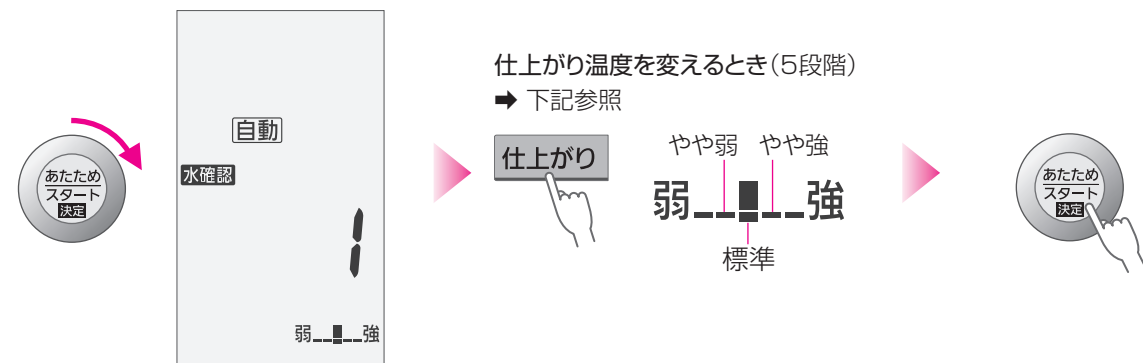 あたため
スタート
決定
自動
水確認
1
弱 強
仕上がり温度を変えるとき(5段階)
➡ 下記参照
仕上がり
やや弱 やや強
弱 強
標準
あたため
スタート
決定